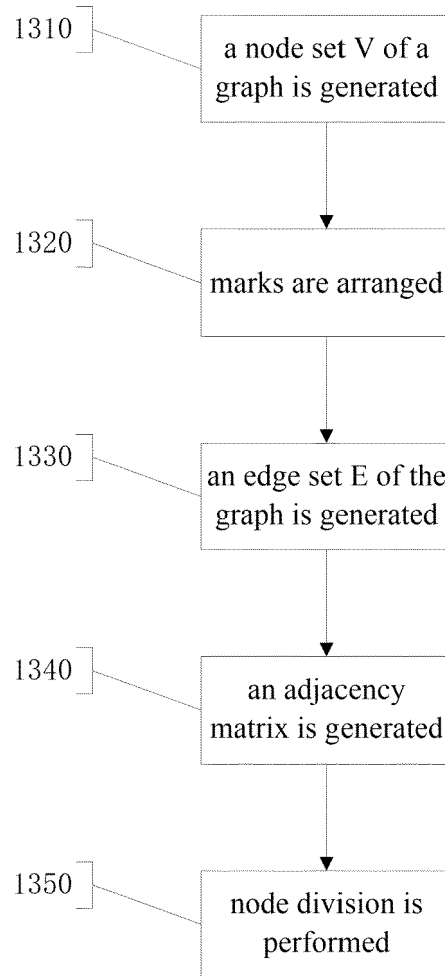 1310
a node set V of a
graph is generated
1320
marks are arranged
1330
an edge set E of the
graph is generated
1340
an adjacency
matrix is generated
1350
node division is
performed